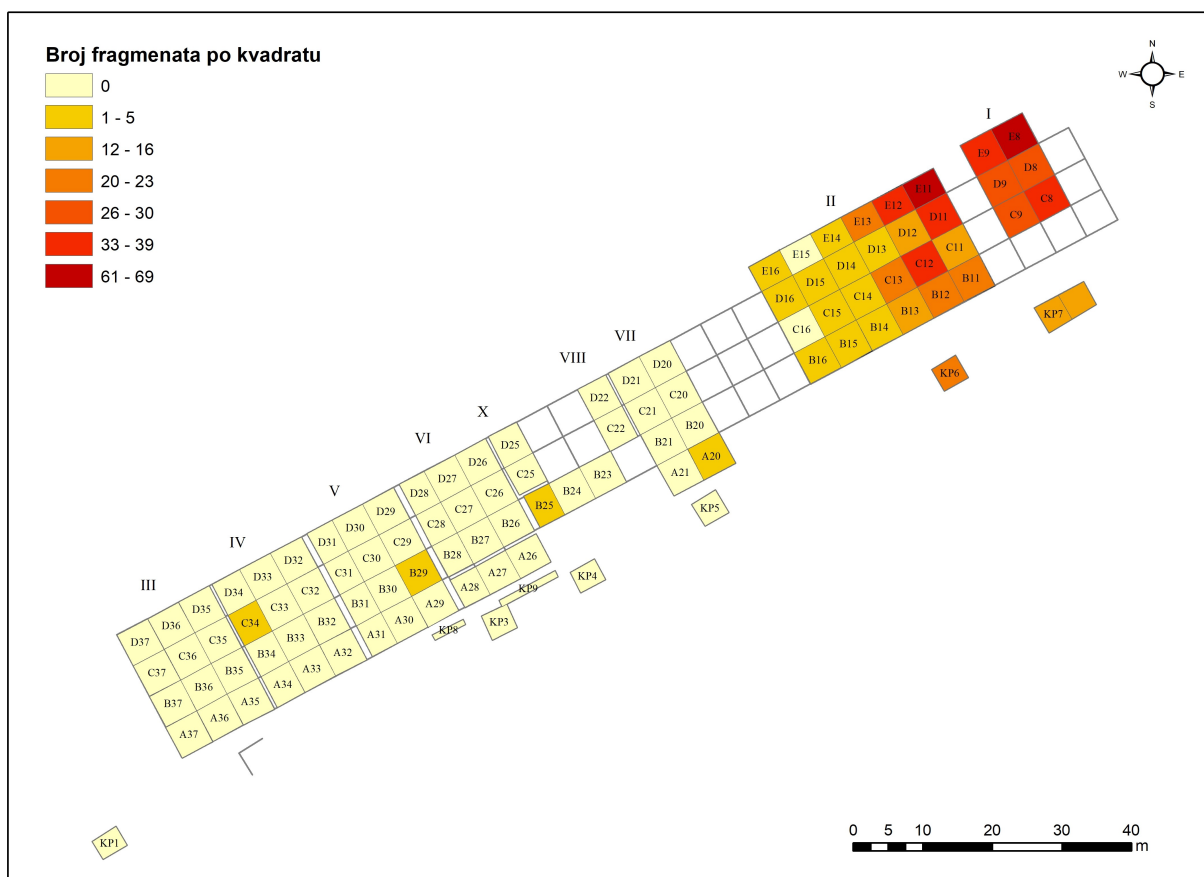 Broj fragmenata po kvadratu
0
1 - 5
12 - 16
20 - 23
26 - 30
33 - 39
61 - 69
N
W E
S
I
E9 E8
D9 D8
C9 C8
II
E16 E15 E14 E13 E12 E11
D16 D15 D14 D13 D12 D11
C16 C15 C14 C13 C12 C11
B16 B15 B14 B13 B12 B11
KP7
KP6
VII
D21 D20
C21 C20
B21 B20
A21 A20
KP5
VIII
D22
C22
X
D25
C25
B25 B24 B23
VI
D28 D27 D26
C28 C27 C26
B28 B27 B26
A28 A27 A26
KP9
KP4
KP3
KP8
V
D31 D30 D29
C31 C30 C29
B31 B30 B29
A31 A30 A29
IV
D34 D33 D32
C34 C33 C32
B34 B33 B32
A34 A33 A32
III
D37 D36 D35
C37 C36 C35
B37 B36 B35
A37 A36 A35
KP1
0 5 10 20 30 40
m